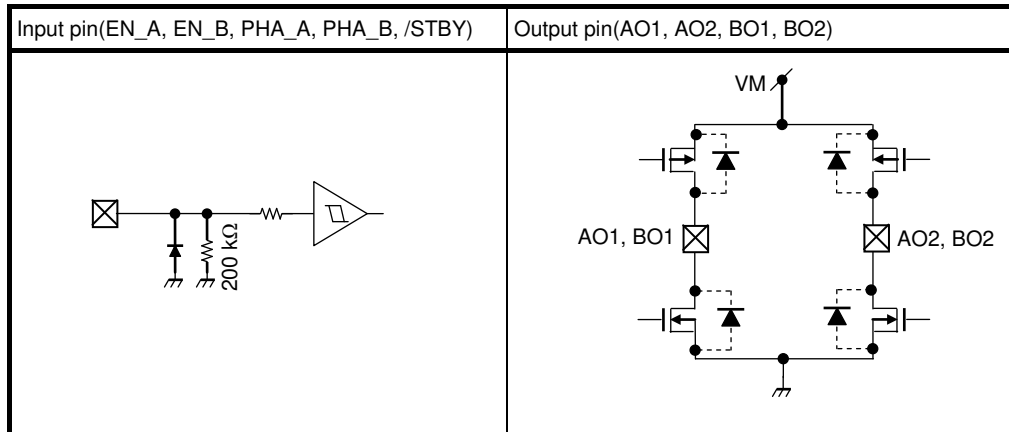 Input pin(EN_A, EN_B, PHA_A, PHA_B, /STBY)
Output pin(AO1, AO2, BO1, BO2)
200 kΩ
VM
AO1, BO1
AO2, BO2